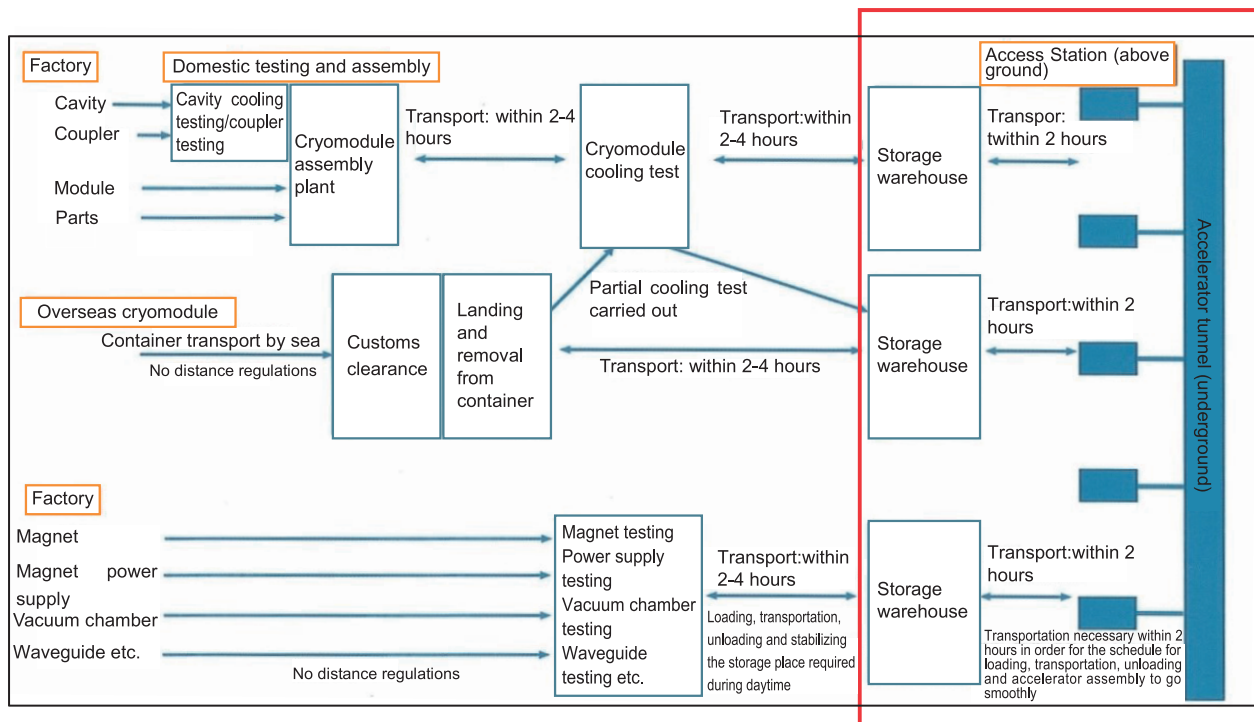 Factory
Domestic testing and assembly
Access Station (above
ground)
Cavity
Coupler
Cavity cooling
testing/coupler
testing
Cryomodule
assembly
plant
Module
Parts
Transport: within 2-4
hours
Cryomodule
cooling test
Transport:within
2-4 hours
Storage
warehouse
Transpor:
twithin 2 hours
Overseas cryomodule
Container transport by sea
No distance regulations
Customs
clearance
Landing
and
removal
from
container
Partial cooling test
carried out
Transport: within 2-4 hours
Storage
warehouse
Transport:within 2
hours
Accelerator tunnel (underground)
Factory
Magnet
Magnet power
supply
Vacuum chamber
Waveguide etc.
No distance regulations
Magnet testing
Power supply
testing
Vacuum chamber
testing
Waveguide
testing etc.
Transport:within
2-4 hours
Loading, transportation,
unloading and stabilizing
the storage place required
during daytime
Storage
warehouse
Transport:within 2
hours
Transportation necessary within 2
hours in order for the schedule for
loading, transportation, unloading
and accelerator assembly to go
smoothly